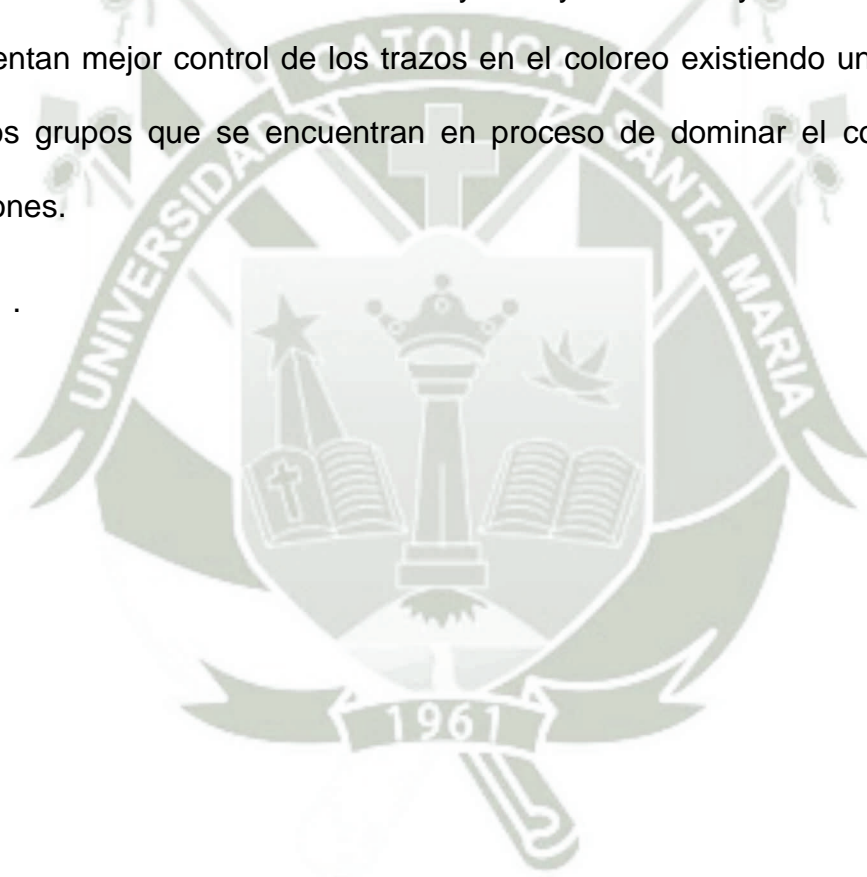 entan mejor control de los trazos en el coloreo existiendo un
os grupos que se encuentran en proceso de dominar el co
ones.
.
UNIVERSIDAD CATOLICA SANTA MARIA
1961